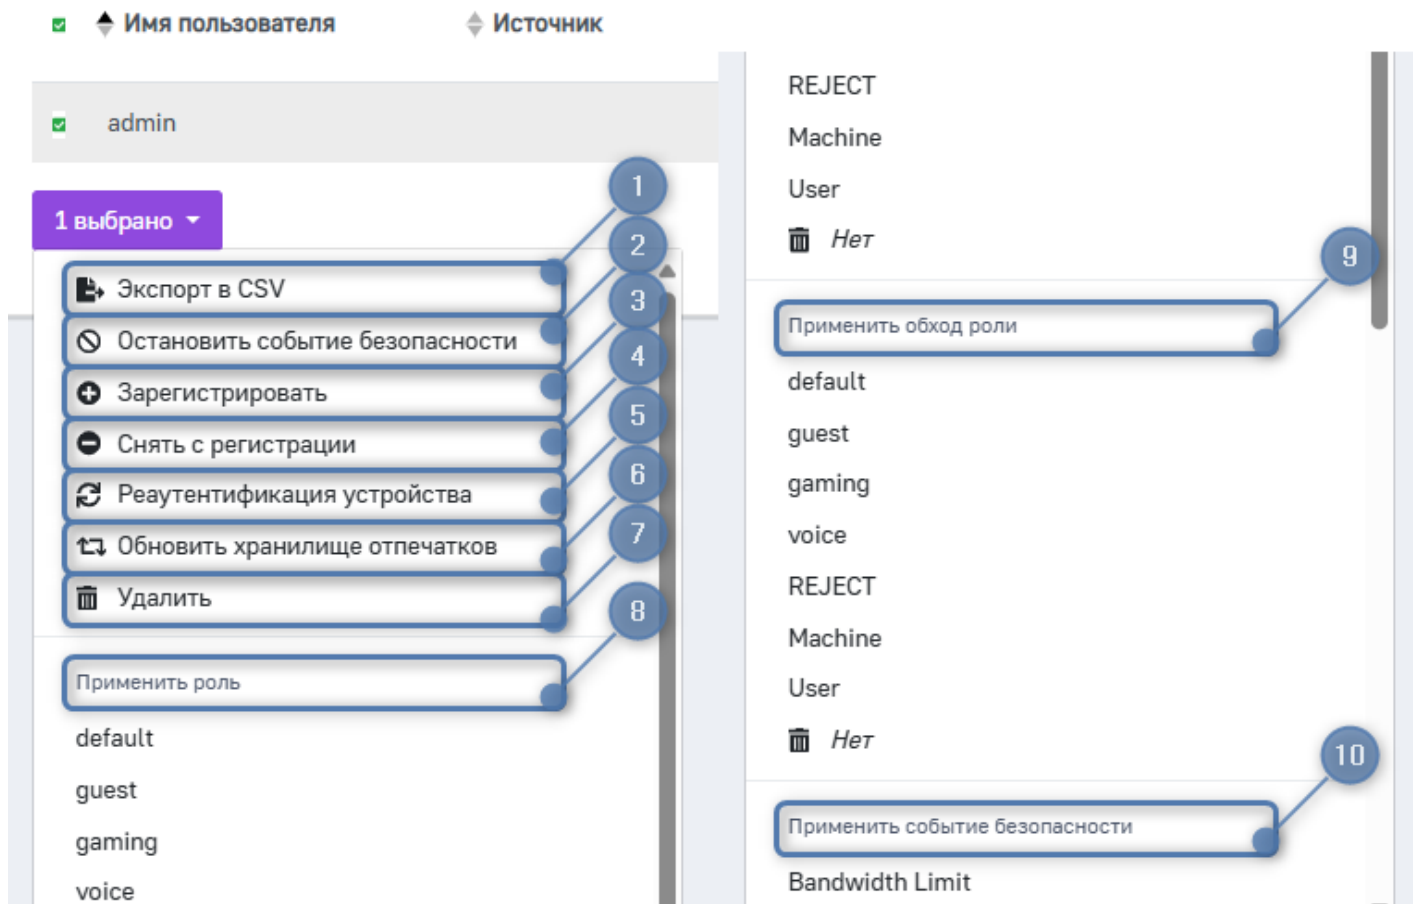 Имя пользователя
Источник
admin
1 выбрано
1
Экспорт в CSV
2
Остановить событие безопасности
3
Зарегистрировать
4
Снять с регистрации
5
Реаутентификация устройства
6
Обновить хранилище отпечатков
7
Удалить
8
Применить роль
default
guest
gaming
voice
REJECT
Machine
User
Нет
9
Применить обход роли
default
guest
gaming
voice
REJECT
Machine
User
Нет
10
Применить событие безопасности
Bandwidth Limit